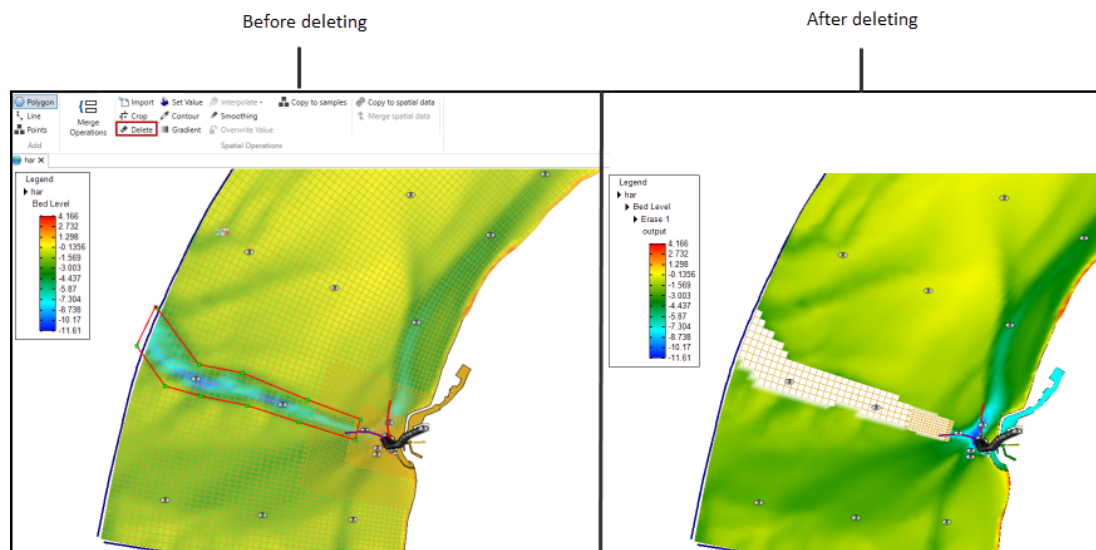 Before deleting
After deleting
Polygon
Line
Points
Add
Merge
Operations
Import
Set Value
Interpolate
Copy to samples
Crop
Contour
Smoothing
Delete
Gradient
Overwrite Value
Spatial Operations
Copy to spatial data
Merge spatial data
har X
Legend
har
Bed Level
4.166
2.732
1.298
-0.1356
-1.569
-3.003
-4.437
-5.87
-7.304
-8.738
-10.17
-11.61
Legend
har
Bed Level
Erase 1
output
4.166
2.732
1.298
-0.1356
-1.569
-3.003
-4.437
-5.87
-7.304
-8.738
-10.17
-11.61